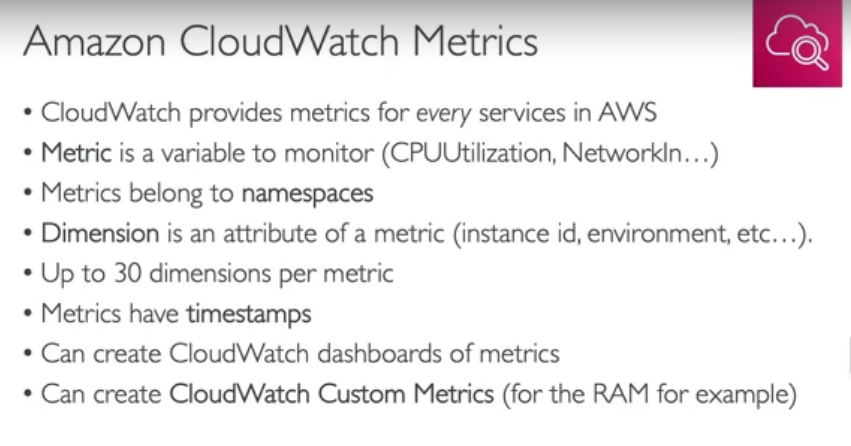 Amazon CloudWatch Metrics
• CloudWatch provides metrics for every services in AWS
• Metric is a variable to monitor (CPUUtilization, NetworkIn...)
• Metrics belong to namespaces
• Dimension is an attribute of a metric (instance id, environment, etc...).
• Up to 30 dimensions per metric
• Metrics have timestamps
• Can create CloudWatch dashboards of metrics
• Can create CloudWatch Custom Metrics (for the RAM for example)